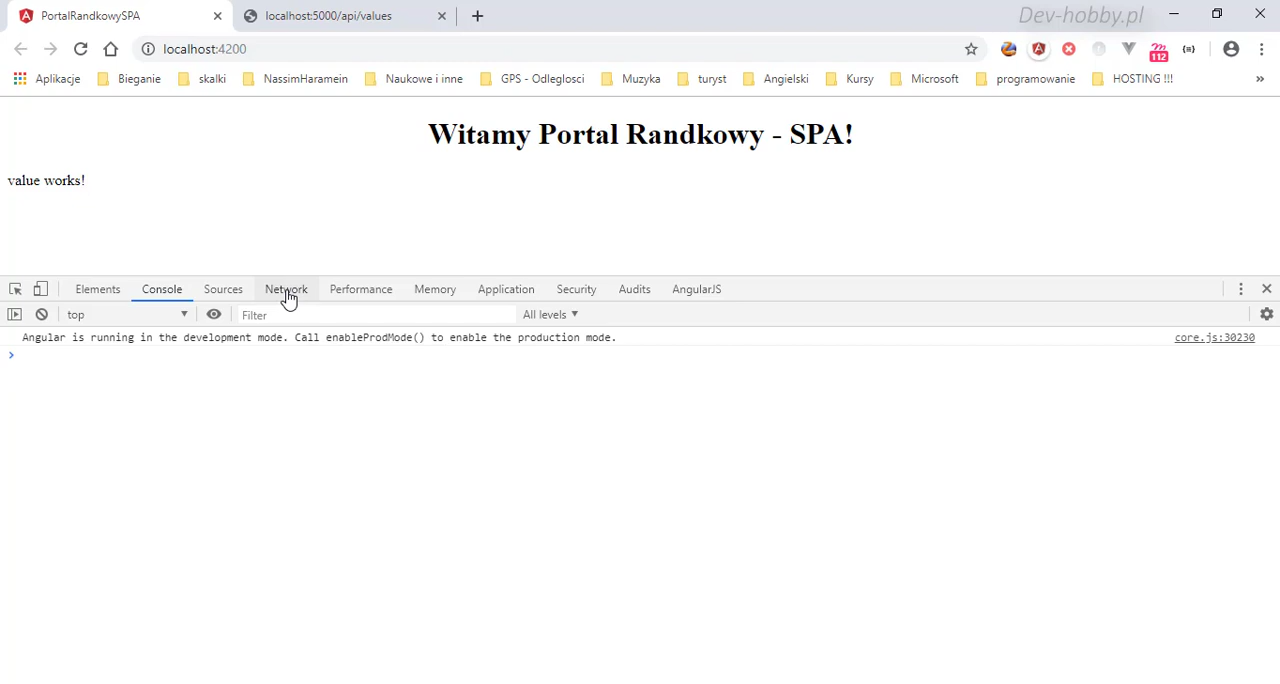 PortalRandkowySPA
localhost:5000/api/values
Dev-hobby.pl
localhost:4200
112
Aplikacje
Bieganie
skalki
NassimHaramein
Naukowe i inne
GPS - Odleglosci
Muzyka
turyst
Angielski
Kursy
Microsoft
programowanie
HOSTING !!!
»
Witamy Portal Randkowy - SPA!
value works!
Elements
Console
Sources
Network
Performance
Memory
Application
Security
Audits
AngularJS
top
Filter
All levels
Angular is running in the development mode. Call enableProdMode() to enable the production mode.
core.js:30230